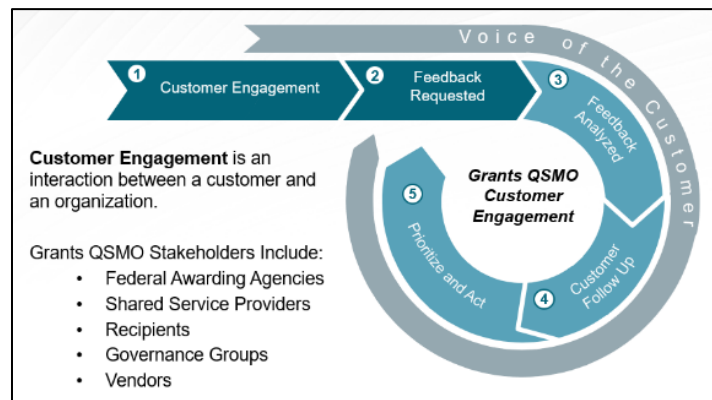 Voice of the Customer
1 Customer Engagement
2 Feedback
Requested
3 Feedback
Analyzed
4 Customer
Follow Up
5 Prioritize and Act
Grants QSMO
Customer
Engagement
Customer Engagement is an
interaction between a customer and
an organization.
Grants QSMO Stakeholders Include:
• Federal Awarding Agencies
• Shared Service Providers
• Recipients
• Governance Groups
• Vendors